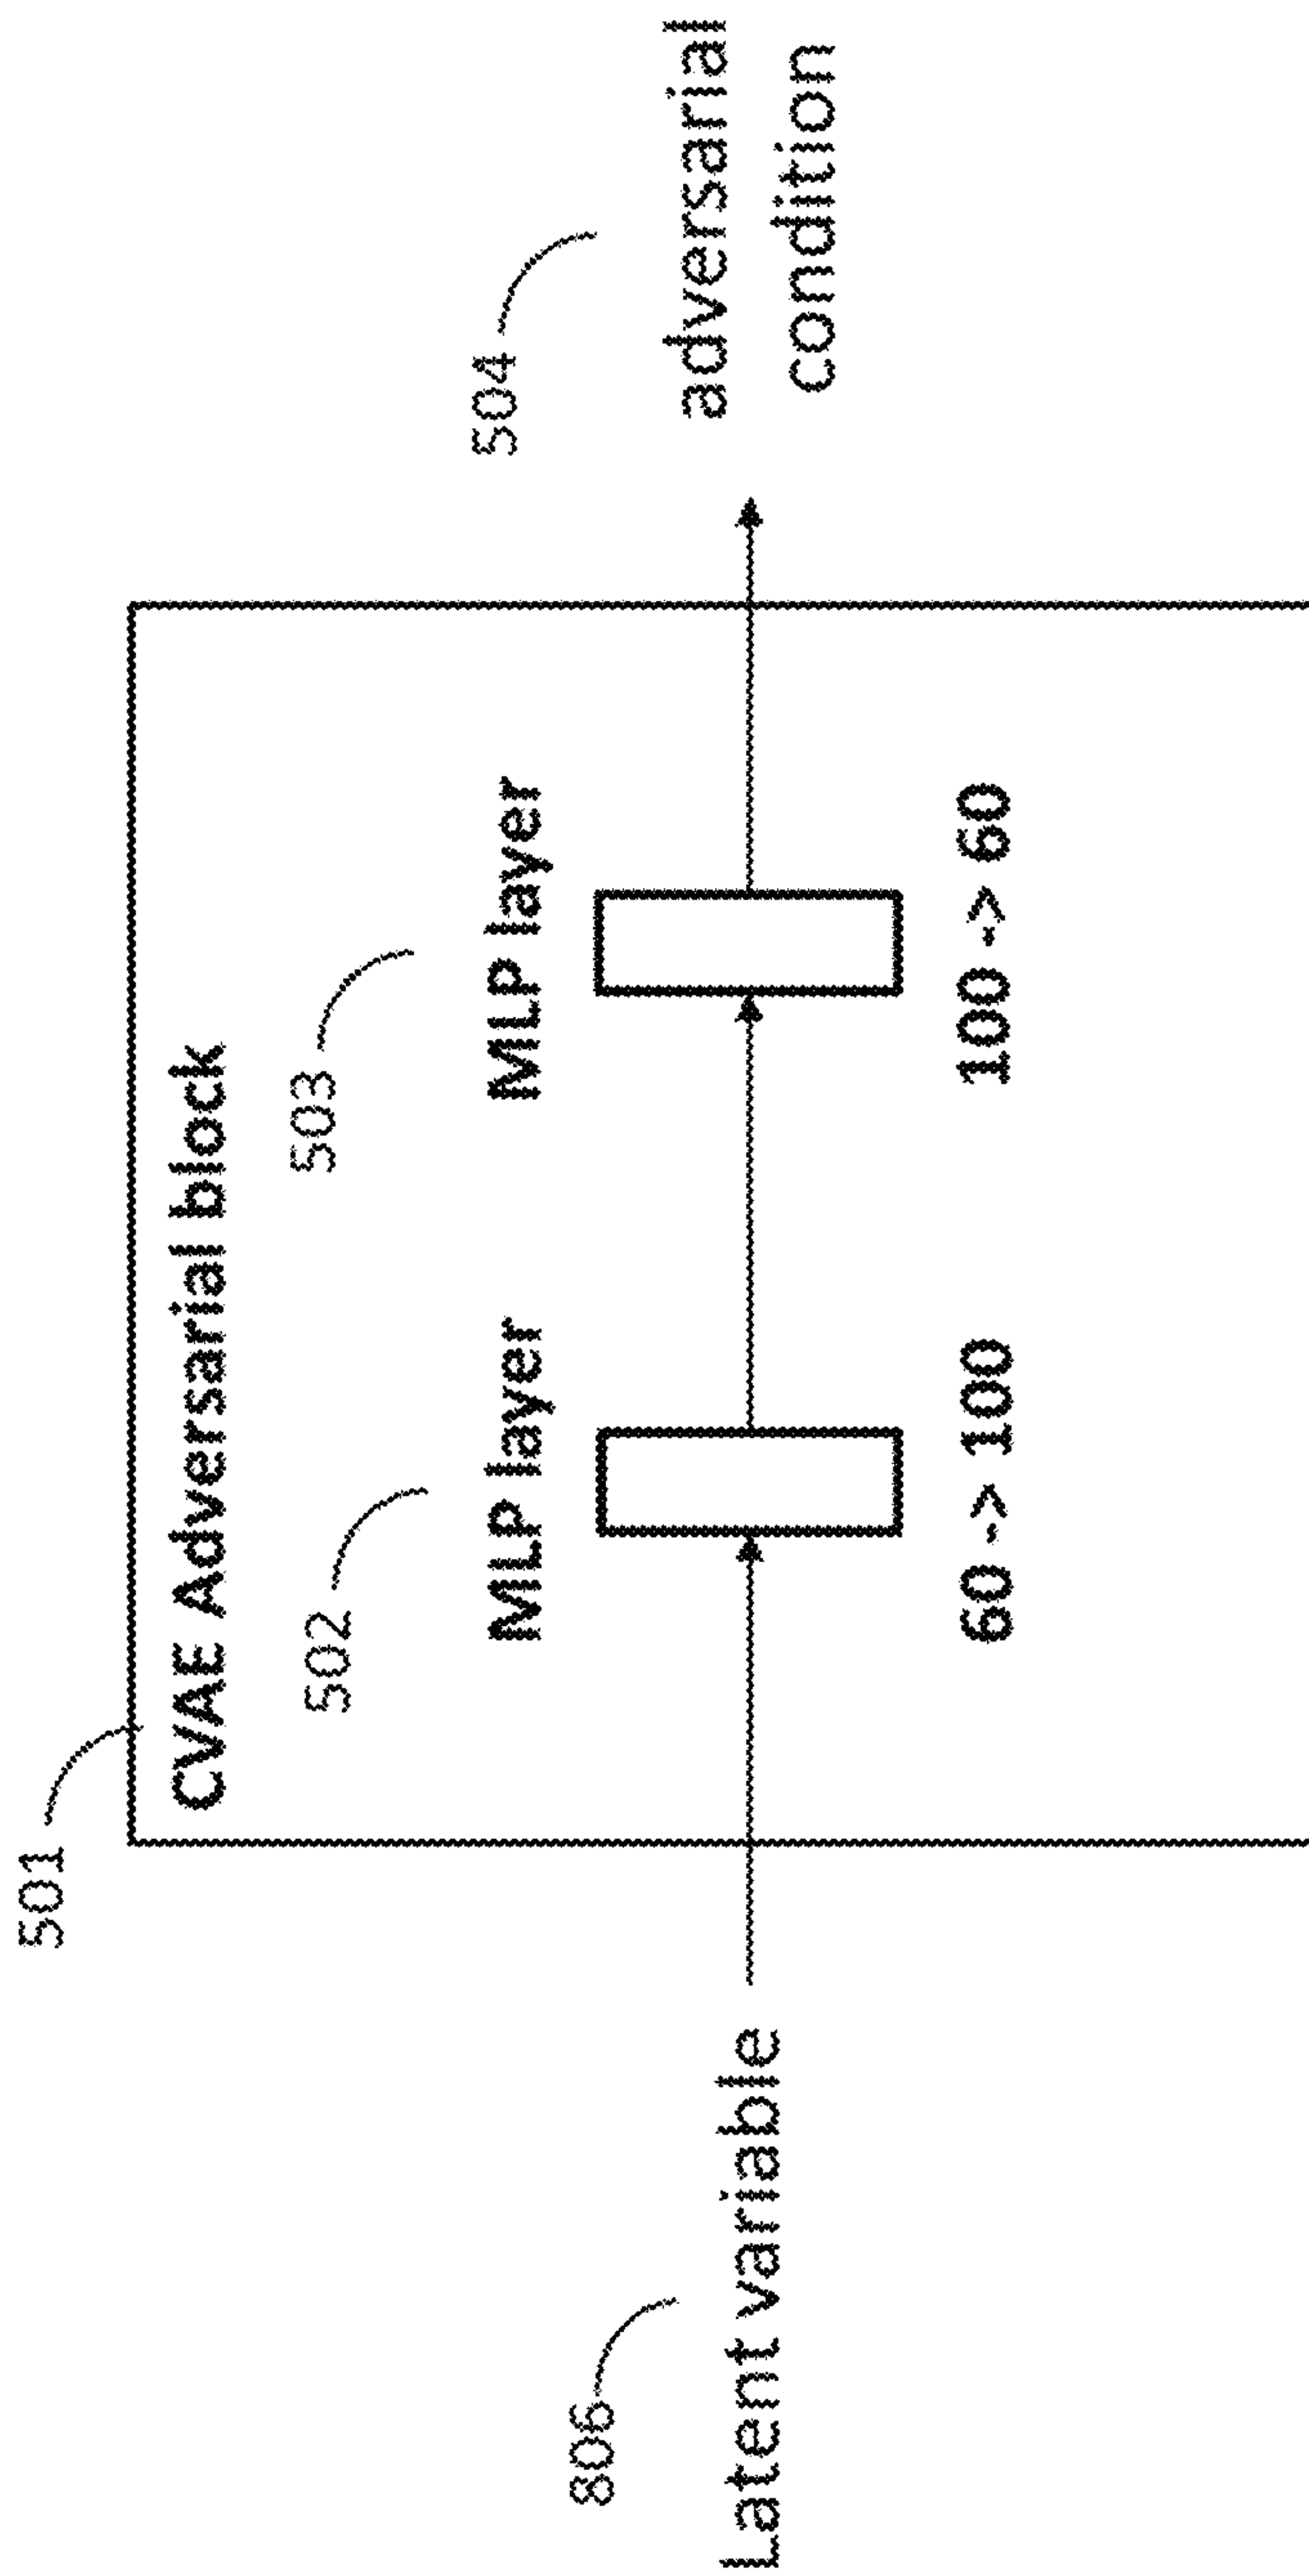 501
CVAE Adversarial block
502
503
504
MLP layer
MLP layer
806
Latent variable
adversarial
condition
60 -> 100
100 -> 60